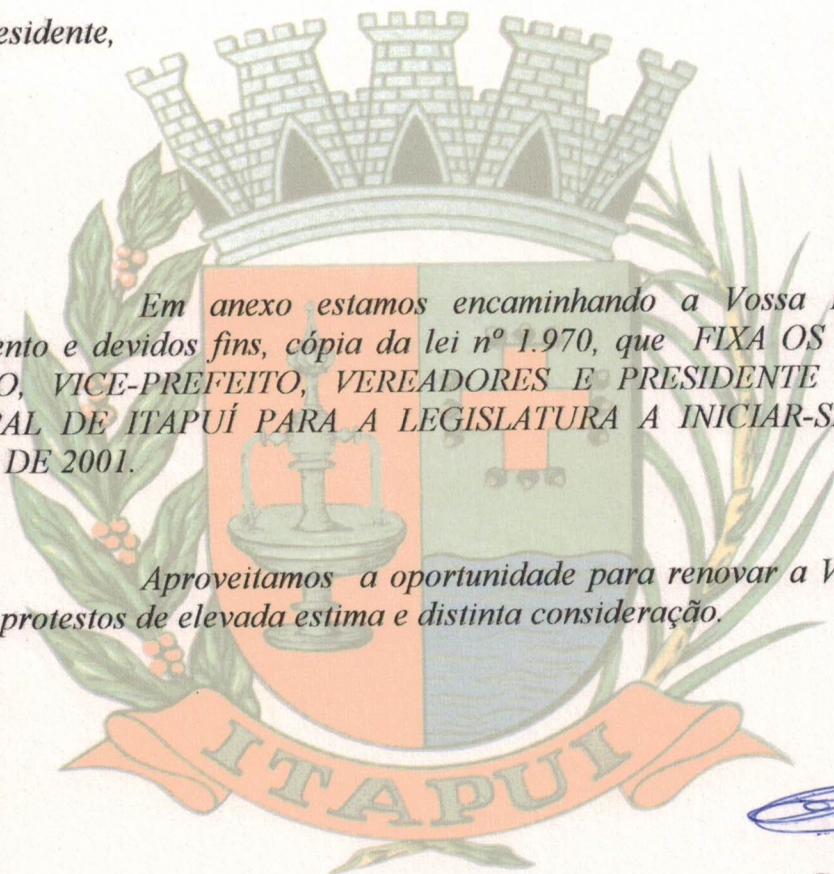 esidente,
Em anexo estamos encaminhando a Vossa
ento e devidos fins, cópia da lei nº 1.970, que FIXA OS
O, VICE-PREFEITO, VEREADORES E PRESIDENTE
PAL DE ITAPUÍ PARA A LEGISLATURA A INICIAR-S
DE 2001.
Aproveitamos a oportunidade para renovar a V
protestos de elevada estima e distinta consideração.
ITAPUI